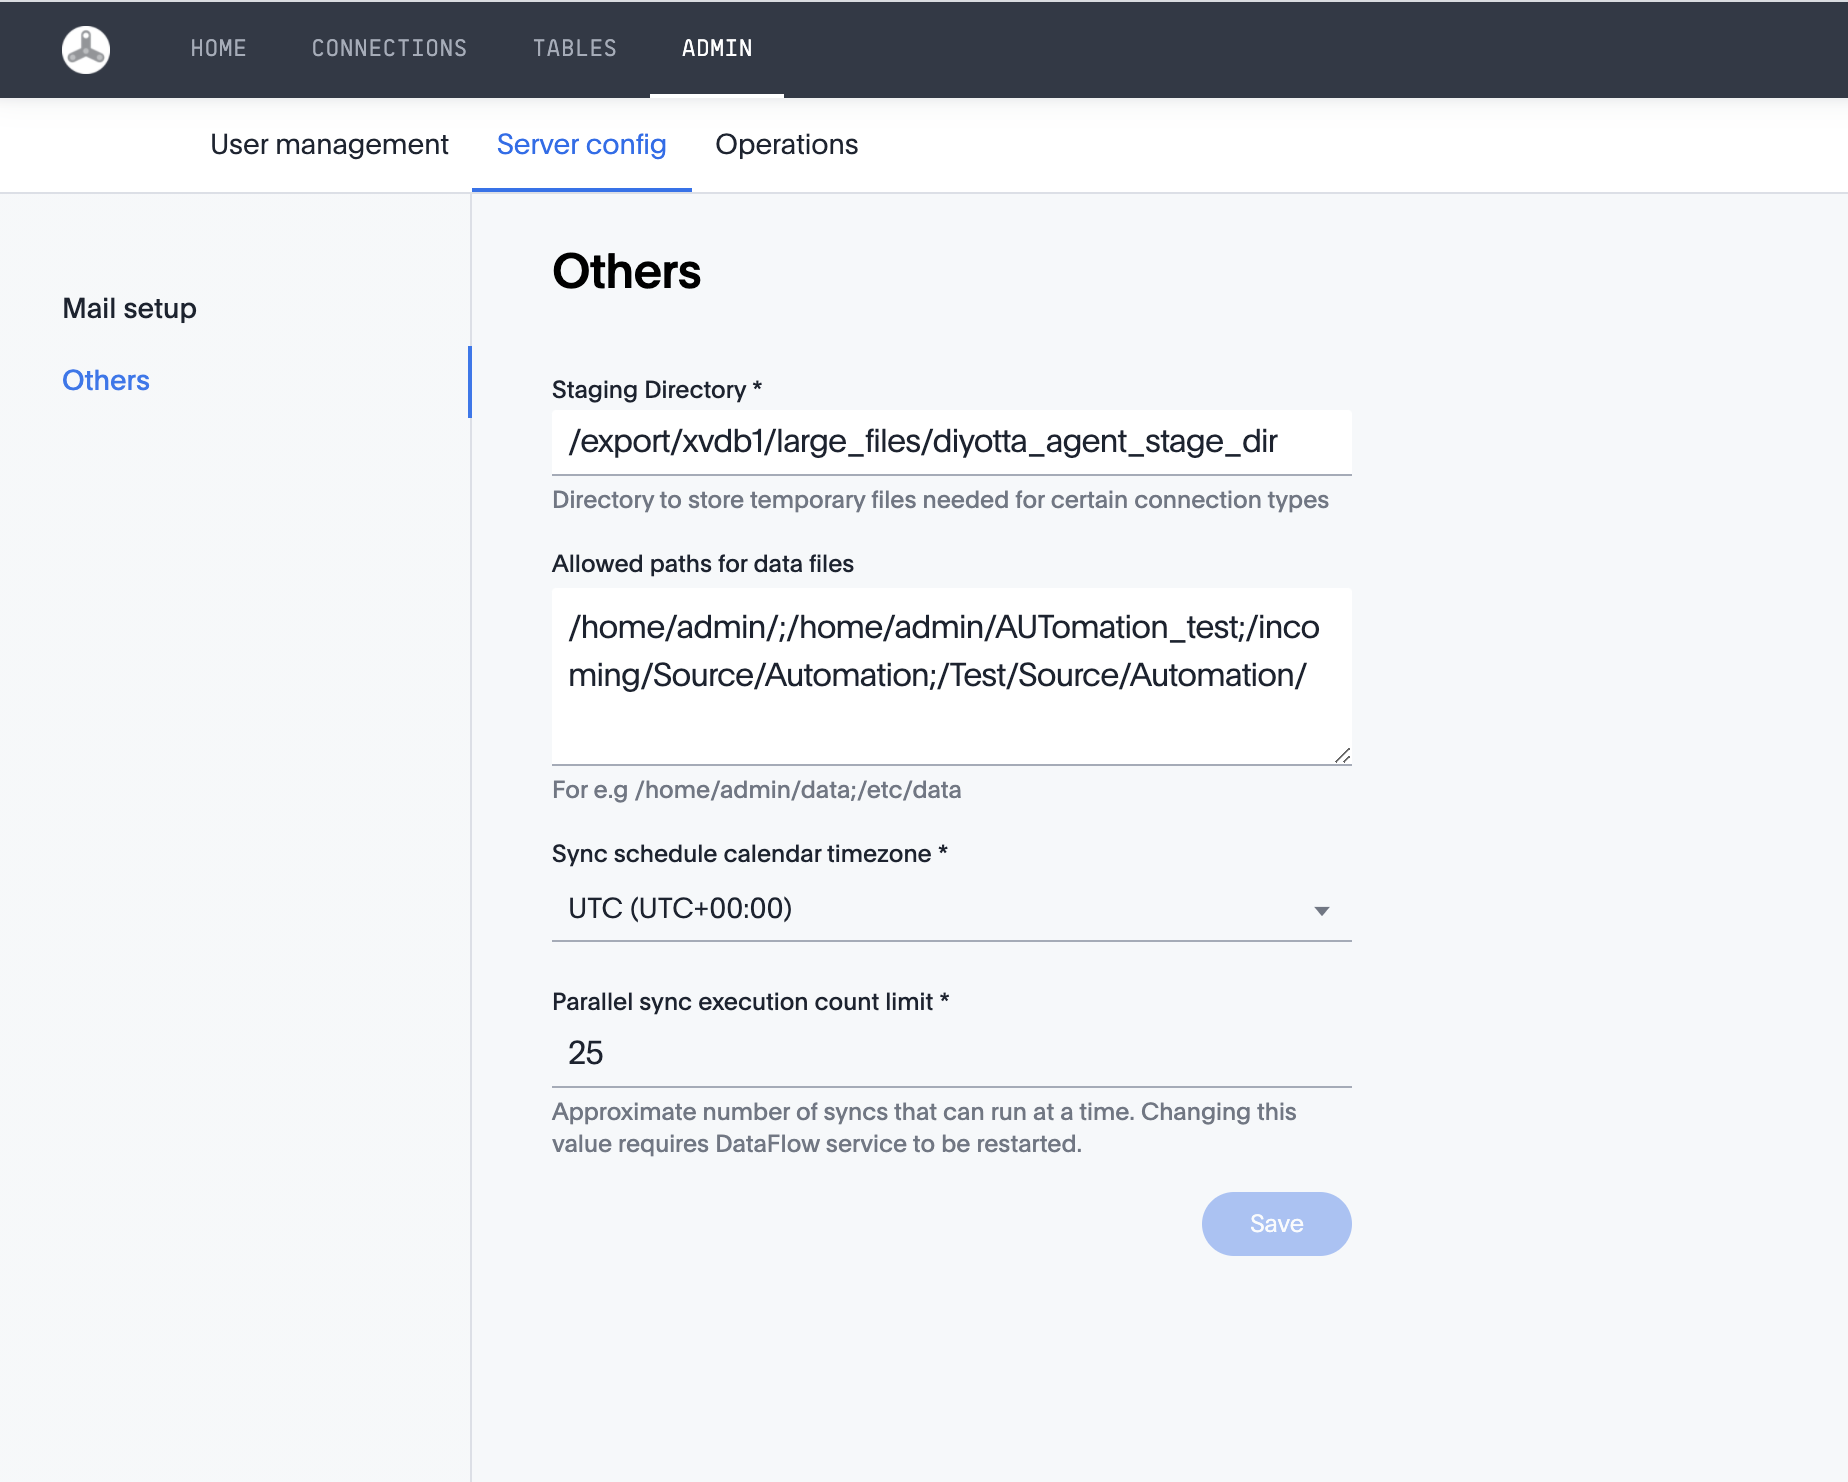 HOME
CONNECTIONS
TABLES
ADMIN
User management
Server config
Operations
Mail setup
Others
Others
Staging Directory *
/export/xvdb1/large_files/diyotta_agent_stage_dir
Directory to store temporary files needed for certain connection types
Allowed paths for data files
/home/admin/;/home/admin/AUTomation_test;/inco
ming/Source/Automation;/Test/Source/Automation/
For e.g /home/admin/data;/etc/data
Sync schedule calendar timezone *
UTC (UTC+00:00)
Parallel sync execution count limit *
25
Approximate number of syncs that can run at a time. Changing this
value requires DataFlow service to be restarted.
Save